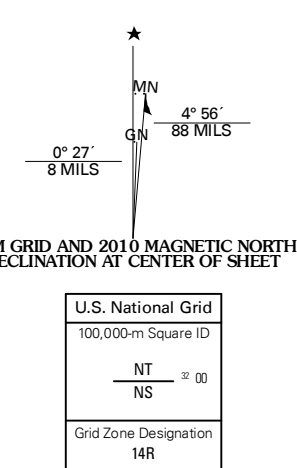 ★
MN
4° 56´
88 MILS
GN
0° 27´
8 MILS
M GRID AND 2010 MAGNETIC NORTH
ECLINATION AT CENTER OF SHEET
U.S. National Grid
100,000-m Square ID
NT
32 00
NS
Grid Zone Designation
14R